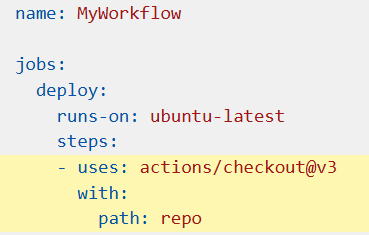 name: MyWorkflow
jobs:
  deploy:
    runs-on: ubuntu-latest
    steps:
    - uses: actions/checkout@v3
      with:
        path: repo